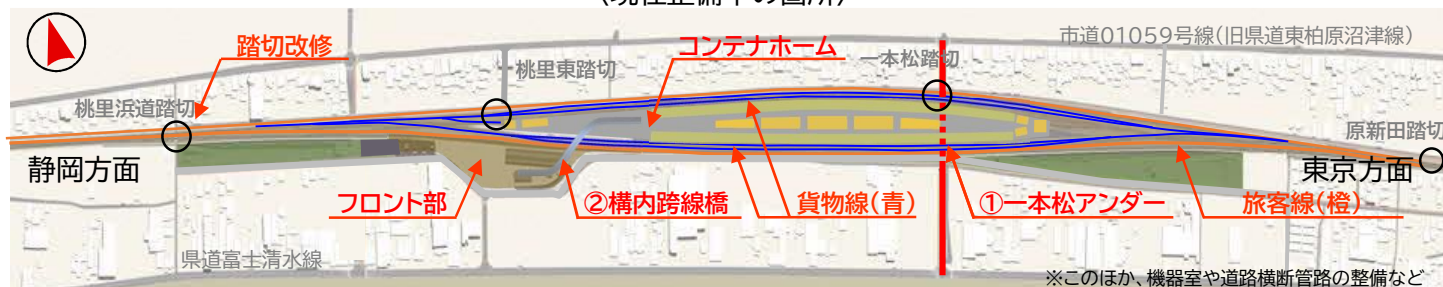 (現在整備中の箇所)
市道01059号線(旧県道東柏原沼津線)
踏切改修
コンテナホーム
一本松踏切
桃里東踏切
桃里浜道踏切
原新田踏切
静岡方面
東京方面
フロント部
②構内跨線橋
貨物線(青)
①一本松アンダー
旅客線(橙)
県道富士清水線
※このほか、機器室や道路横断管路の整備など